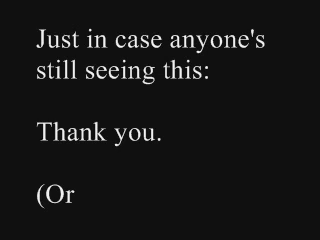 Just in case anyone's
still seeing this:
Thank you.
(Or